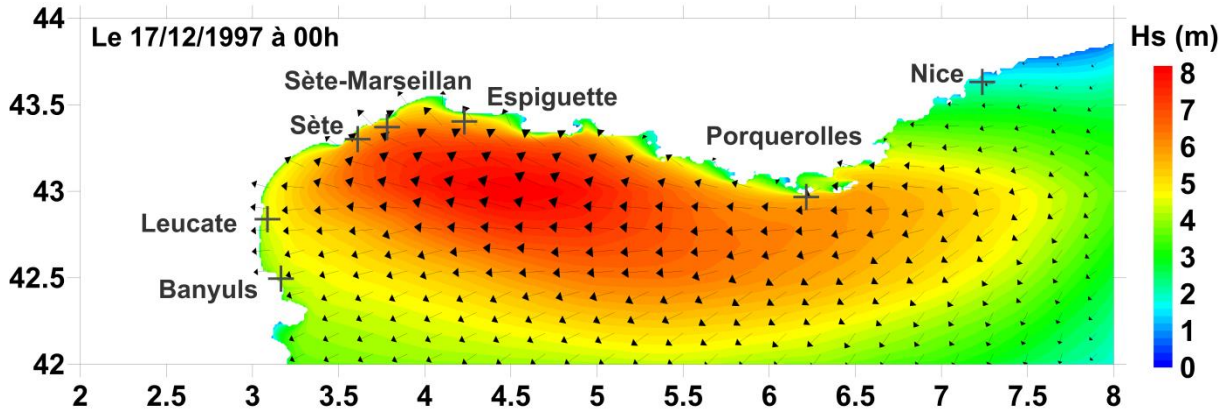 44
Le 17/12/1997 à 00h
Hs (m)
Sète-Marseillan
Nice
8
43.5
Espiguette
7
Sète
Porquerolles
6
43
5
Leucate
4
42.5
Banyuls
3
2
1
42
0
2 2.5 3 3.5 4 4.5 5 5.5 6 6.5 7 7.5 8